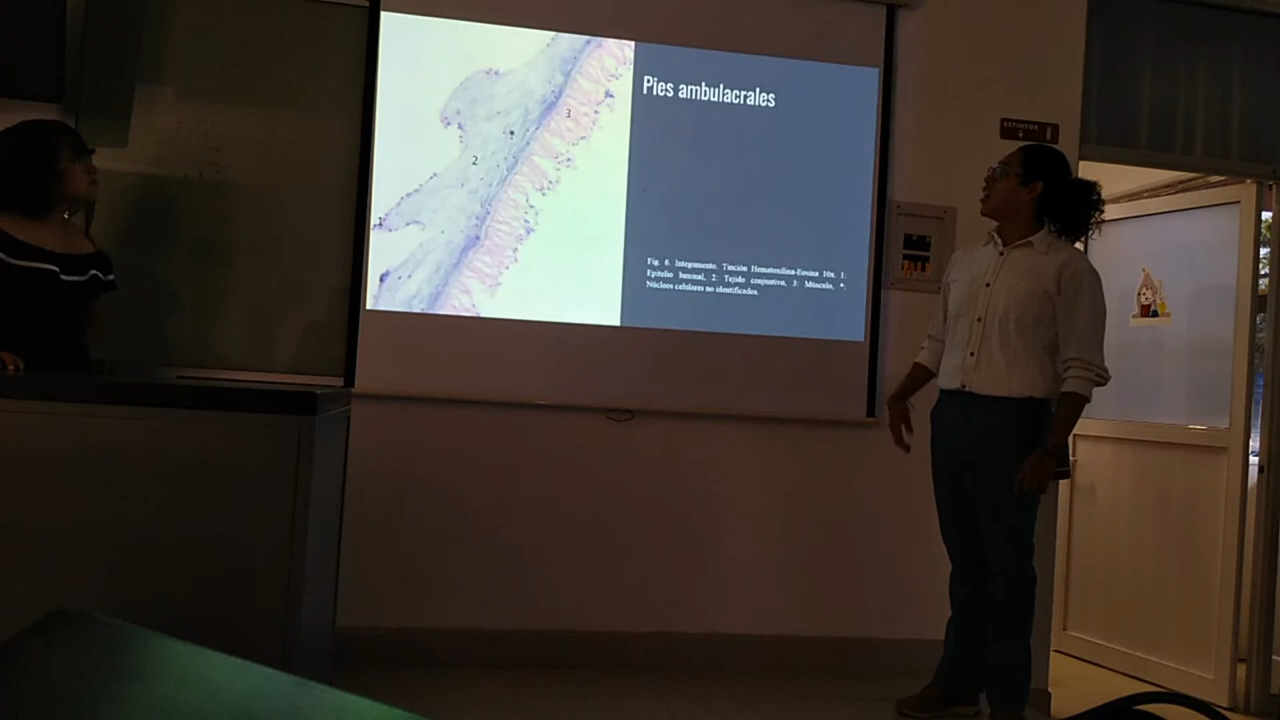 Pies ambulacrales
3
2
1
Fig. 6. Integumento. Tinción Hematoxilina-Eosina 10x. 1:
Epitelio luminal, 2: Tejido conjuntivo, 3: Músculo, *:
Núcleos celulares no identificados.
EXTINTOR